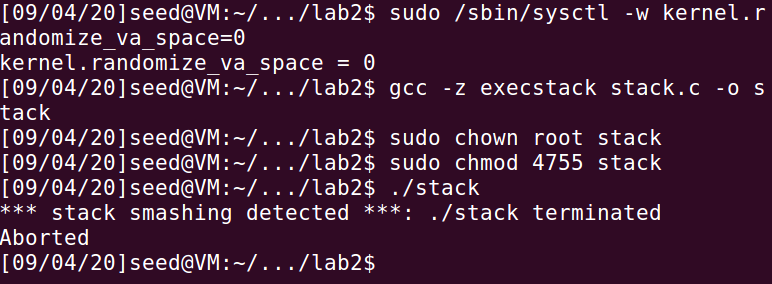 [09/04/20]seed@VM:~/.../lab2$ sudo /sbin/sysctl -w kernel.r
andomize_va_space=0
kernel.randomize_va_space = 0
[09/04/20]seed@VM:~/.../lab2$ gcc -z execstack stack.c -o s
tack
[09/04/20]seed@VM:~/.../lab2$ sudo chown root stack
[09/04/20]seed@VM:~/.../lab2$ sudo chmod 4755 stack
[09/04/20]seed@VM:~/.../lab2$ ./stack
*** stack smashing detected ***: ./stack terminated
Aborted
[09/04/20]seed@VM:~/.../lab2$